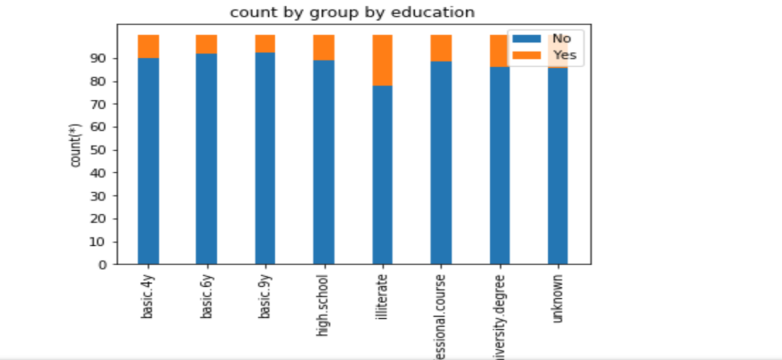 count by group by education
No
Yes
count(*)
90
80
70
60
50
40
30
20
10
0
basic.4y
basic.6y
basic.9y
high.school
illiterate
essional.course
iversity.degree
unknown